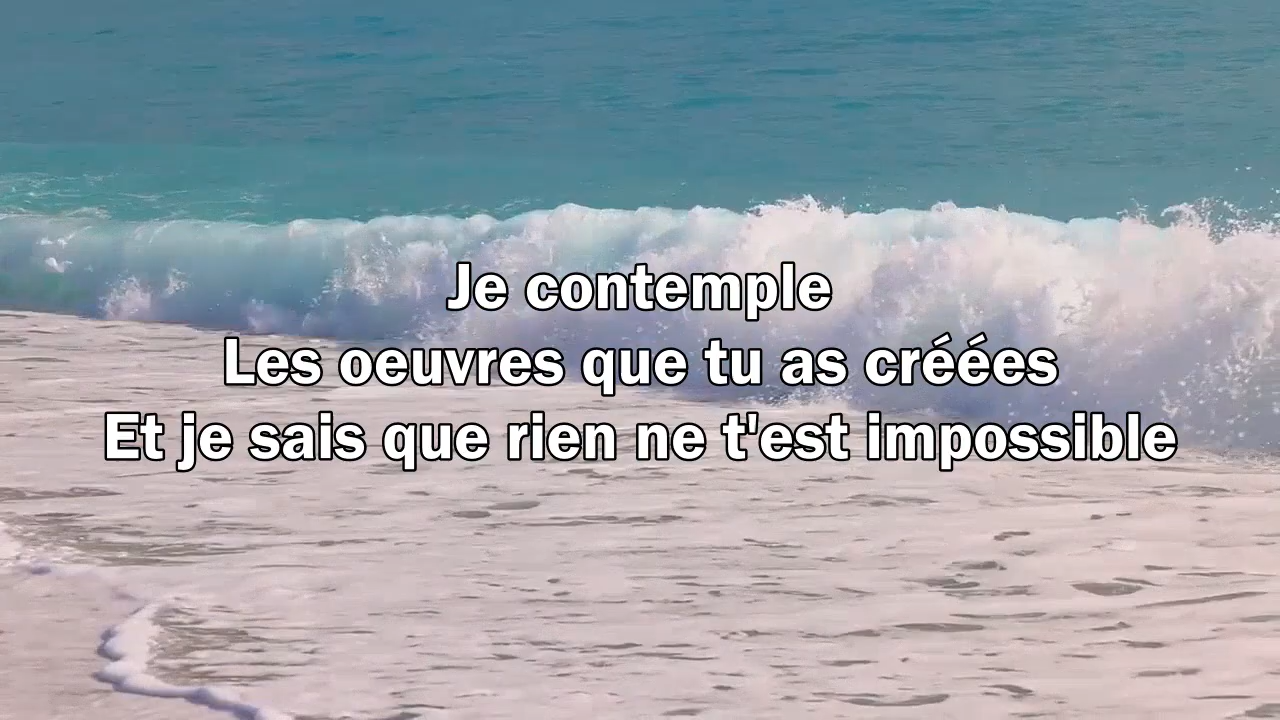 Je contemple
Les oeuvres que tu as créées
Et je sais que rien ne t'est impossible